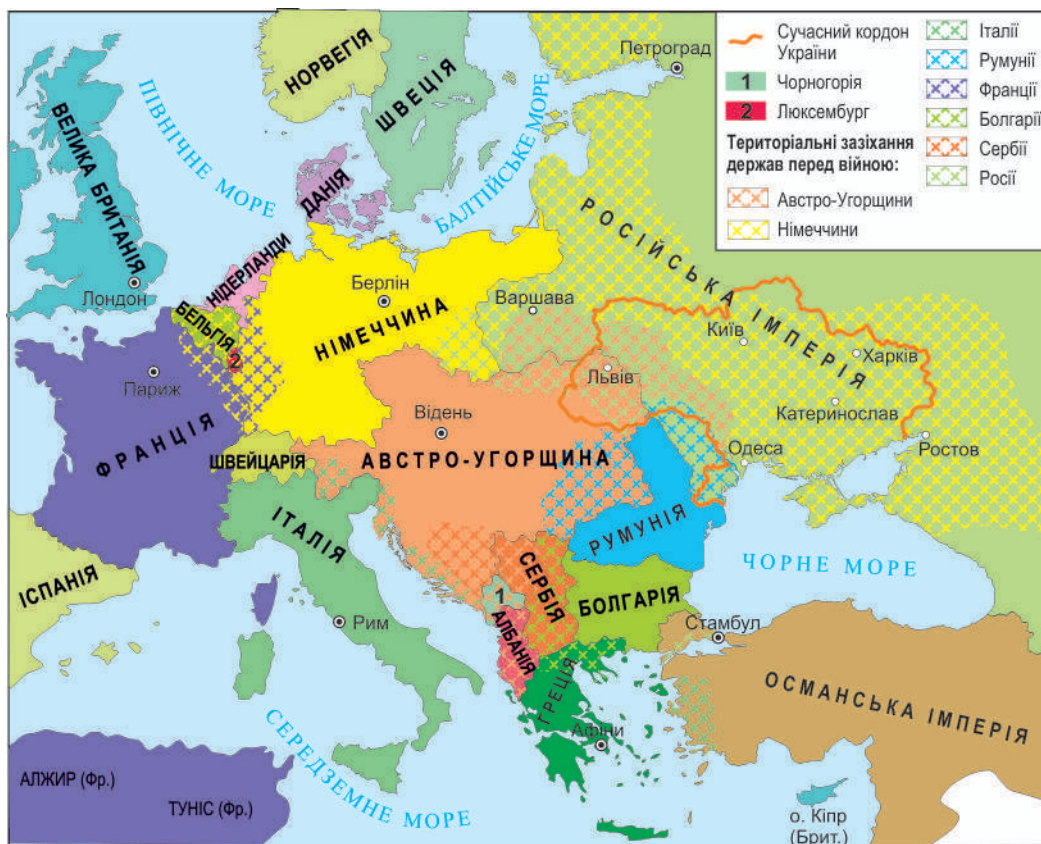 НОРВЕГІЯ
ШВЕЦІЯ
ПІВНІЧНЕ МОРЕ
БАЛТІЙСЬКЕ МОРЕ
ВЕЛИКА БРИТАНІЯ
Лондон
ДАНІЯ
НІДЕРЛАНДИ
БЕЛЬГІЯ
2
Берлін
НІМЕЧЧИНА
Париж
ФРАНЦІЯ
ШВЕЙЦАРІЯ
Відень
АВСТРО-УГОРЩИНА
Петроград
РОСІЙСЬКА ІМПЕРІЯ
Варшава
Київ
Харків
Львів
Катеринослав
Одеса
Ростов
ІТАЛІЯ
Рим
ІСПАНІЯ
РУМУНІЯ
СЕРБІЯ
1
АЛБАНІЯ
БОЛГАРІЯ
ГРЕЦІЯ
Афіни
ЧОРНЕ МОРЕ
Стамбул
ОСМАНСЬКА ІМПЕРІЯ
СЕРЕДЗЕМНЕ МОРЕ
АЛЖИР (Фр.)
ТУНІС (Фр.)
о. Кіпр
(Брит.)
Сучасний кордон
України
1 Чорногорія
2 Люксембург
Територіальні зазіхання
держав перед війною:
Австро-Угорщини
Німеччини
Італії
Румунії
Франції
Болгарії
Сербії
Росії